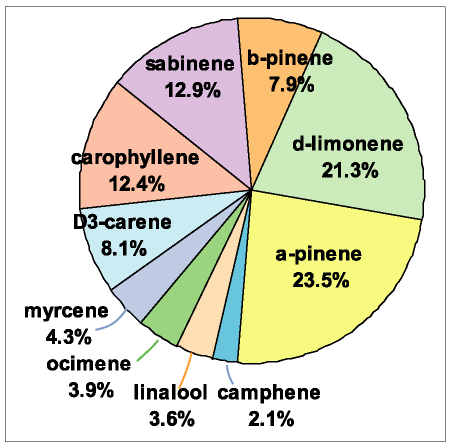 b-pinene
7.9%
d-limonene
21.3%
a-pinene
23.5%
camphene
2.1%
linalool
3.6%
ocimene
3.9%
myrcene
4.3%
D3-carene
8.1%
carophyllene
12.4%
sabinene
12.9%